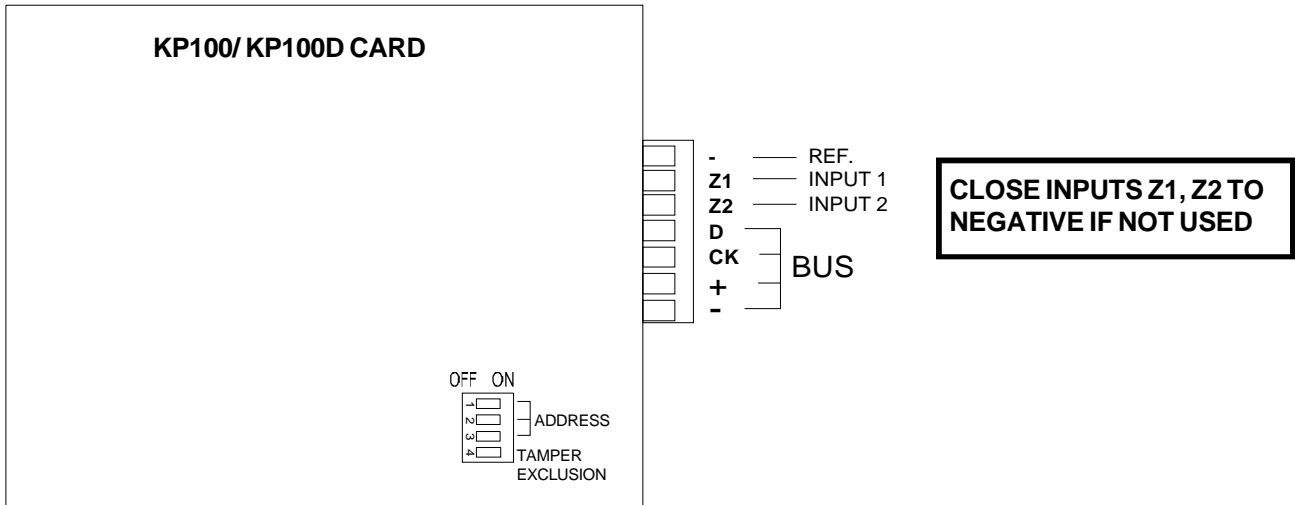 KP100/ KP100D CARD
- REF.
Z1 INPUT 1
Z2 INPUT 2
D
CK
+
-
BUS
CLOSE INPUTS Z1, Z2 TO
NEGATIVE IF NOT USED
OFF ON
1
2
3
4
ADDRESS
TAMPER
EXCLUSION